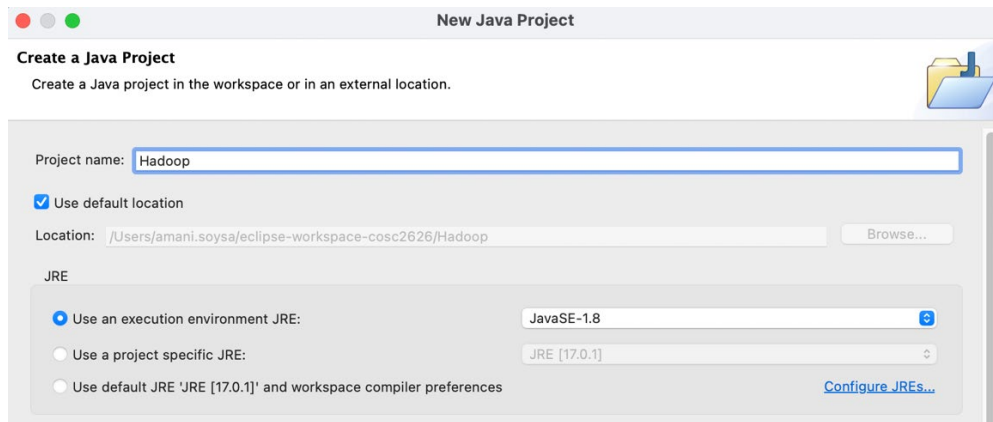 New Java Project
Create a Java Project
Create a Java project in the workspace or in an external location.
Project name: Hadoop
Use default location
Location: /Users/amani.soysa/eclipse-workspace-cosc2626/Hadoop Browse...
JRE
Use an execution environment JRE: JavaSE-1.8
Use a project specific JRE: JRE [17.0.1]
Use default JRE 'JRE [17.0.1]' and workspace compiler preferences Configure JREs...